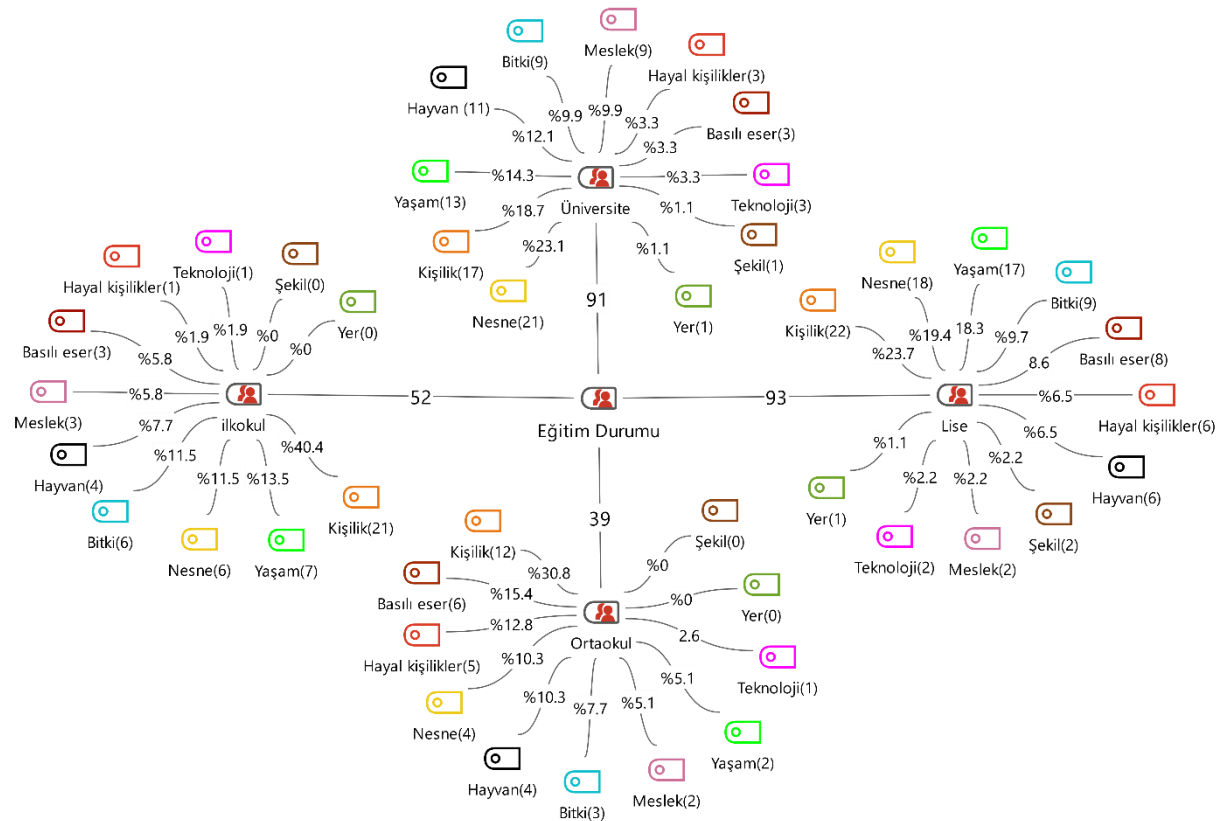 Meslek(9)
Bitki(9)
Hayal kişilikler(3)
Hayvan (11)
Basılı eser(3)
%9.9
%9.9
%3.3
%12.1
%3.3
Yaşam(13)
%14.3
%3.3
Teknoloji(3)
Üniversite
%18.7
%1.1
Kişilik(17)
%23.1
%1.1
Şekil(1)
Nesne(21)
Yer(1)
91
Teknoloji(1)
Şekil(0)
Hayal kişilikler(1)
Yer(0)
Basılı eser(3)
%1.9
%1.9
%0
%0
%5.8
Meslek(3)
%5.8
ilkokul
%7.7
Hayvan(4)
%11.5
%40.4
Bitki(6)
%11.5
%13.5
Kişilik(21)
Nesne(6)
Yaşam(7)
52
Eğitim Durumu
93
Nesne(18)
Yaşam(17)
Bitki(9)
Kişilik(22)
Basılı eser(8)
%23.7
%19.4
18.3
%9.7
8.6
%6.5
Hayal kişilikler(6)
Lise
%1.1
%6.5
Hayvan(6)
%2.2
%2.2
%2.2
Yer(1)
Teknoloji(2)
Meslek(2)
Şekil(2)
39
Kişilik(12)
Şekil(0)
%30.8
%0
Basılı eser(6)
%15.4
%0
Yer(0)
%12.8
Ortaokul
2.6
Hayal kişilikler(5)
%10.3
Teknoloji(1)
Nesne(4)
%10.3
%7.7
%5.1
%5.1
Yaşam(2)
Hayvan(4)
Bitki(3)
Meslek(2)